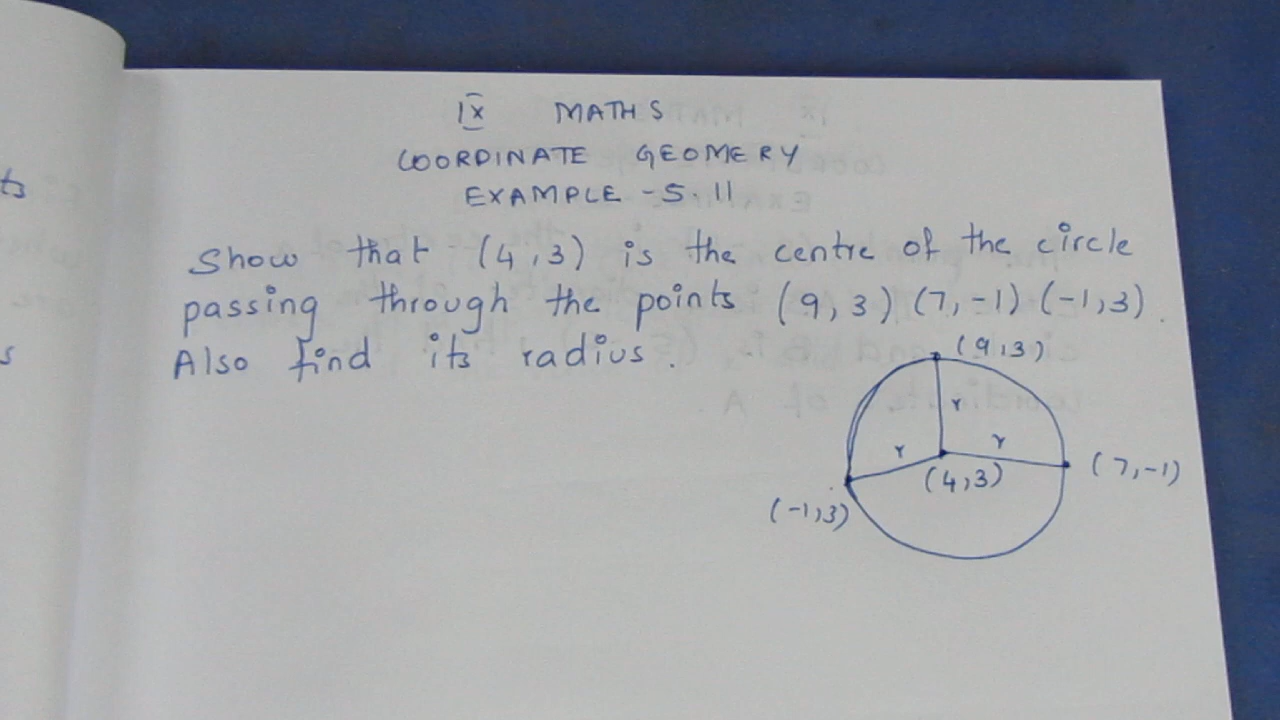 ts
s
IX MATHS
COORDINATE GEOMERY
EXAMPLE - 5.11
Show that (4,3) is the centre of the circle
passing through the points (9,3) (7,-1) (-1,3).
Also find its radius.
(9,3)
r
r r
(4,3)
(7,-1)
(-1,3)